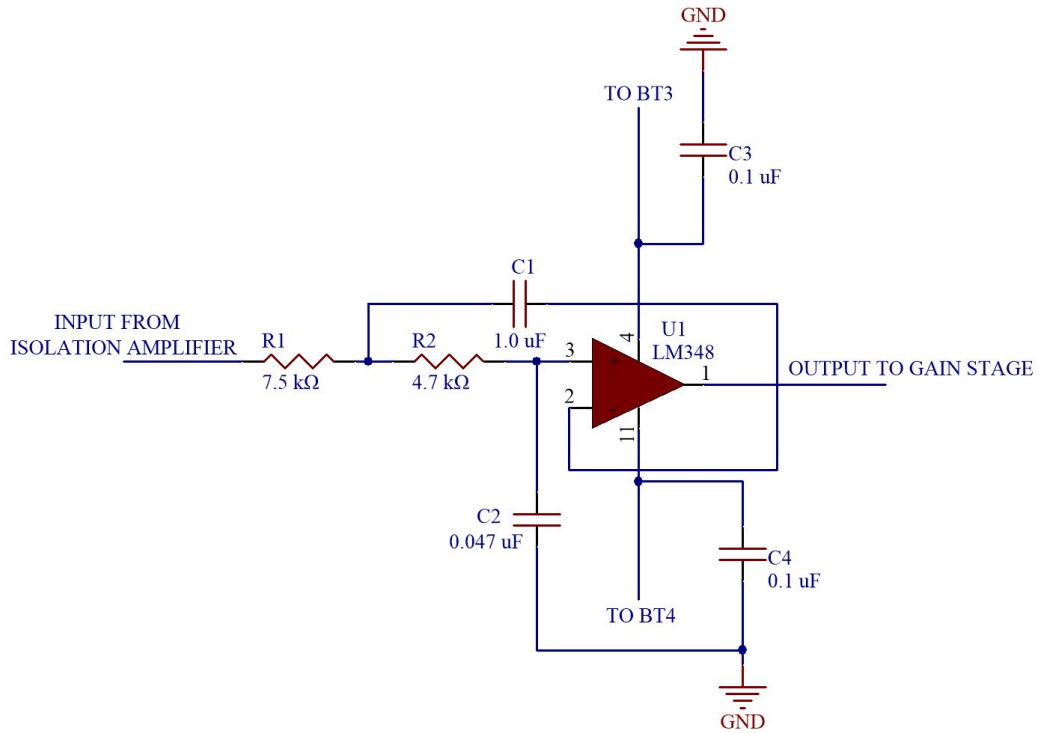 GND
TO BT3
C3
0.1 uF
C1
1.0 uF
INPUT FROM
ISOLATION AMPLIFIER
R1
7.5 kΩ
R2
4.7 kΩ
U1
LM348
4
3
+
2
-
1
11
OUTPUT TO GAIN STAGE
C2
0.047 uF
C4
0.1 uF
TO BT4
GND